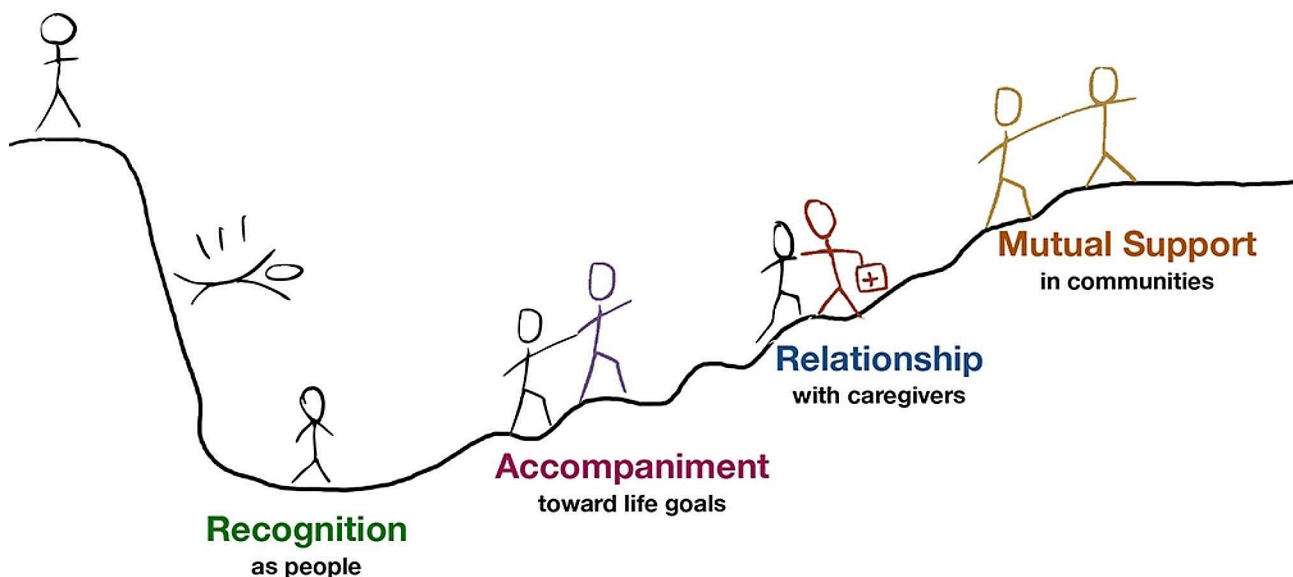 Recognition
as people
Accompaniment
toward life goals
Relationship
with caregivers
Mutual Support
in communities